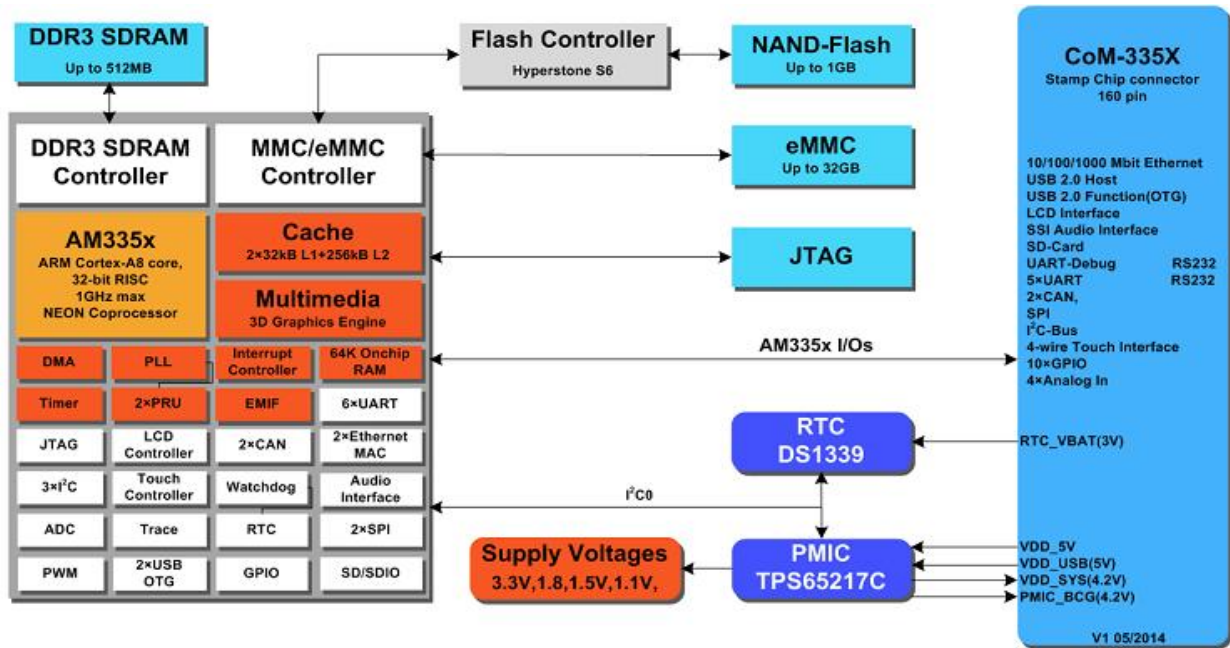 DDR3 SDRAM
Up to 512MB
Flash Controller
Hyperstone S6
NAND-Flash
Up to 1GB
CoM-335X
Stamp Chip connector
160 pin
DDR3 SDRAM
Controller
MMC/eMMC
Controller
eMMC
Up to 32GB
10/100/1000 Mbit Ethernet
USB 2.0 Host
USB 2.0 Function(OTG)
LCD Interface
SSI Audio Interface
SD-Card
UART-Debug RS232
5×UART RS232
2×CAN,
SPI
I²C-Bus
4-wire Touch Interface
10×GPIO
4×Analog In
AM335x
ARM Cortex-A8 core,
32-bit RISC
1GHz max
NEON Coprocessor
Cache
2×32kB L1+256kB L2
JTAG
Multimedia
3D Graphics Engine
AM335x I/Os
DMA
PLL
Interrupt
Controller
64K Onchip
RAM
Timer
2×PRU
EMIF
6×UART
JTAG
LCD
Controller
2×CAN
2×Ethernet
MAC
RTC
DS1339
RTC_VBAT(3V)
3×I²C
Touch
Controller
Watchdog
Audio
Interface
I²C0
ADC
Trace
RTC
2×SPI
PWM
2×USB
OTG
GPIO
SD/SDIO
Supply Voltages
3.3V,1.8,1.5V,1.1V,
PMIC
TPS65217C
VDD_5V
VDD_USB(5V)
VDD_SYS(4.2V)
PMIC_BCG(4.2V)
V1 05/2014